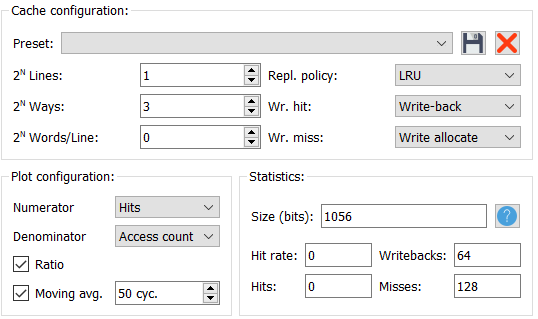 Cache configuration:
Preset:
2^N Lines: 1 Repl. policy: LRU
2^N Ways: 3 Wr. hit: Write-back
2^N Words/Line: 0 Wr. miss: Write allocate
Plot configuration:
Numerator Hits
Denominator Access count
Ratio
Moving avg. 50 cyc.
Statistics:
Size (bits): 1056 ?
Hit rate: 0 Writebacks: 64
Hits: 0 Misses: 128